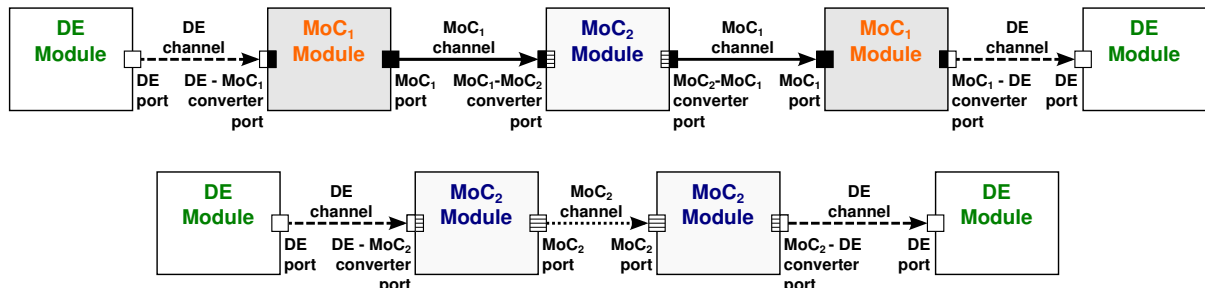 DE
Module
DE
channel
MoC₁
Module
MoC₁
channel
MoC₂
Module
MoC₁
channel
MoC₁
Module
DE
channel
DE
Module
DE
port
DE - MoC₁
converter
port
MoC₁
port
MoC₁-MoC₂
converter
port
MoC₂-MoC₁
converter
port
MoC₁
port
MoC₁ - DE
converter
port
DE
port
DE
Module
DE
channel
MoC₂
Module
MoC₂
channel
MoC₂
Module
DE
channel
DE
Module
DE
port
DE - MoC₂
converter
port
MoC₂
port
MoC₂
port
MoC₂ - DE
converter
port
DE
port